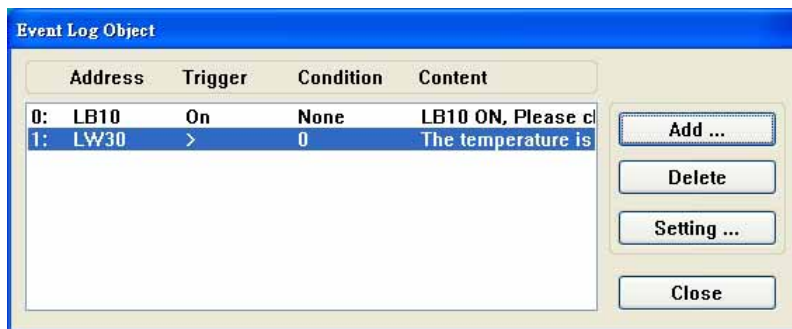 Event Log Object
Address Trigger Condition Content
0: LB10 On None LB10 ON, Please
1: LW30 > 0 The temperature is
Add ...
Delete
Setting ...
Close